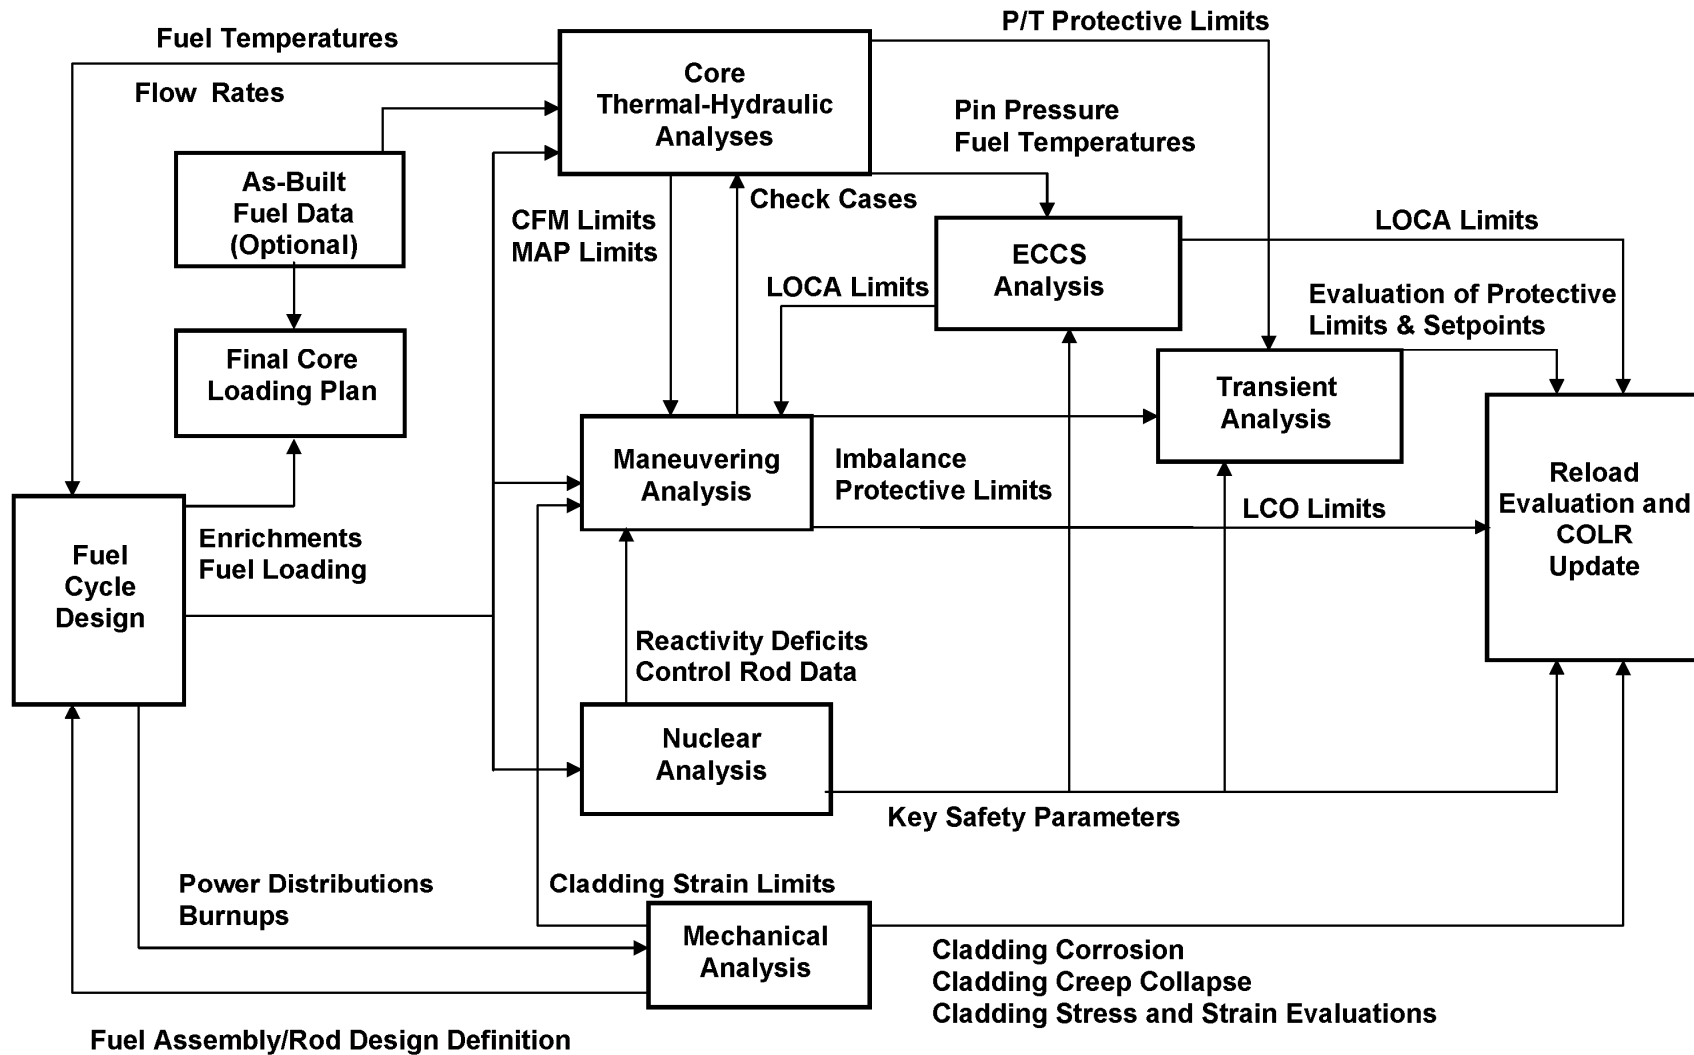 P/T Protective Limits
Fuel Temperatures
Flow Rates
Core
Thermal-Hydraulic
Analyses
Pin Pressure
Fuel Temperatures
As-Built
Fuel Data
(Optional)
CFM Limits
MAP Limits
Check Cases
LOCA Limits
ECCS
Analysis
LOCA Limits
Evaluation of Protective
Limits & Setpoints
Final Core
Loading Plan
Transient
Analysis
Maneuvering
Analysis
Imbalance
Protective Limits
LCO Limits
Reload
Evaluation and
COLR
Update
Enrichments
Fuel Loading
Fuel
Cycle
Design
Reactivity Deficits
Control Rod Data
Nuclear
Analysis
Key Safety Parameters
Power Distributions
Burnups
Cladding Strain Limits
Mechanical
Analysis
Cladding Corrosion
Cladding Creep Collapse
Cladding Stress and Strain Evaluations
Fuel Assembly/Rod Design Definition